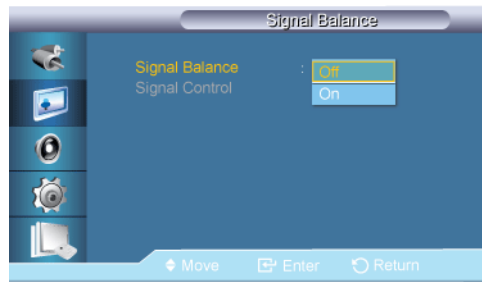 Signal Balance
Signal Balance : Off
Signal Control On
Move Enter Return